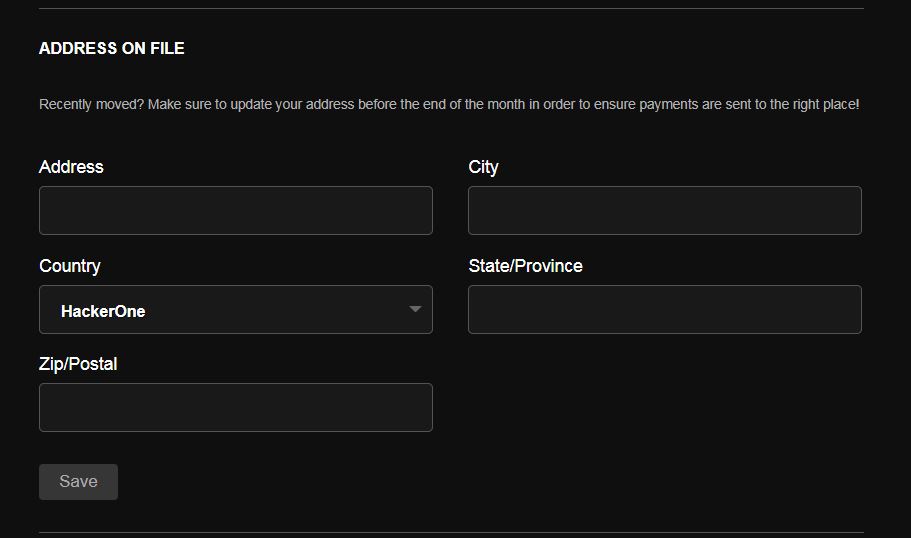 ADDRESS ON FILE
Recently moved? Make sure to update your address before the end of the month in order to ensure payments are sent to the right place!
Address
City
Country
State/Province
HackerOne
Zip/Postal
Save